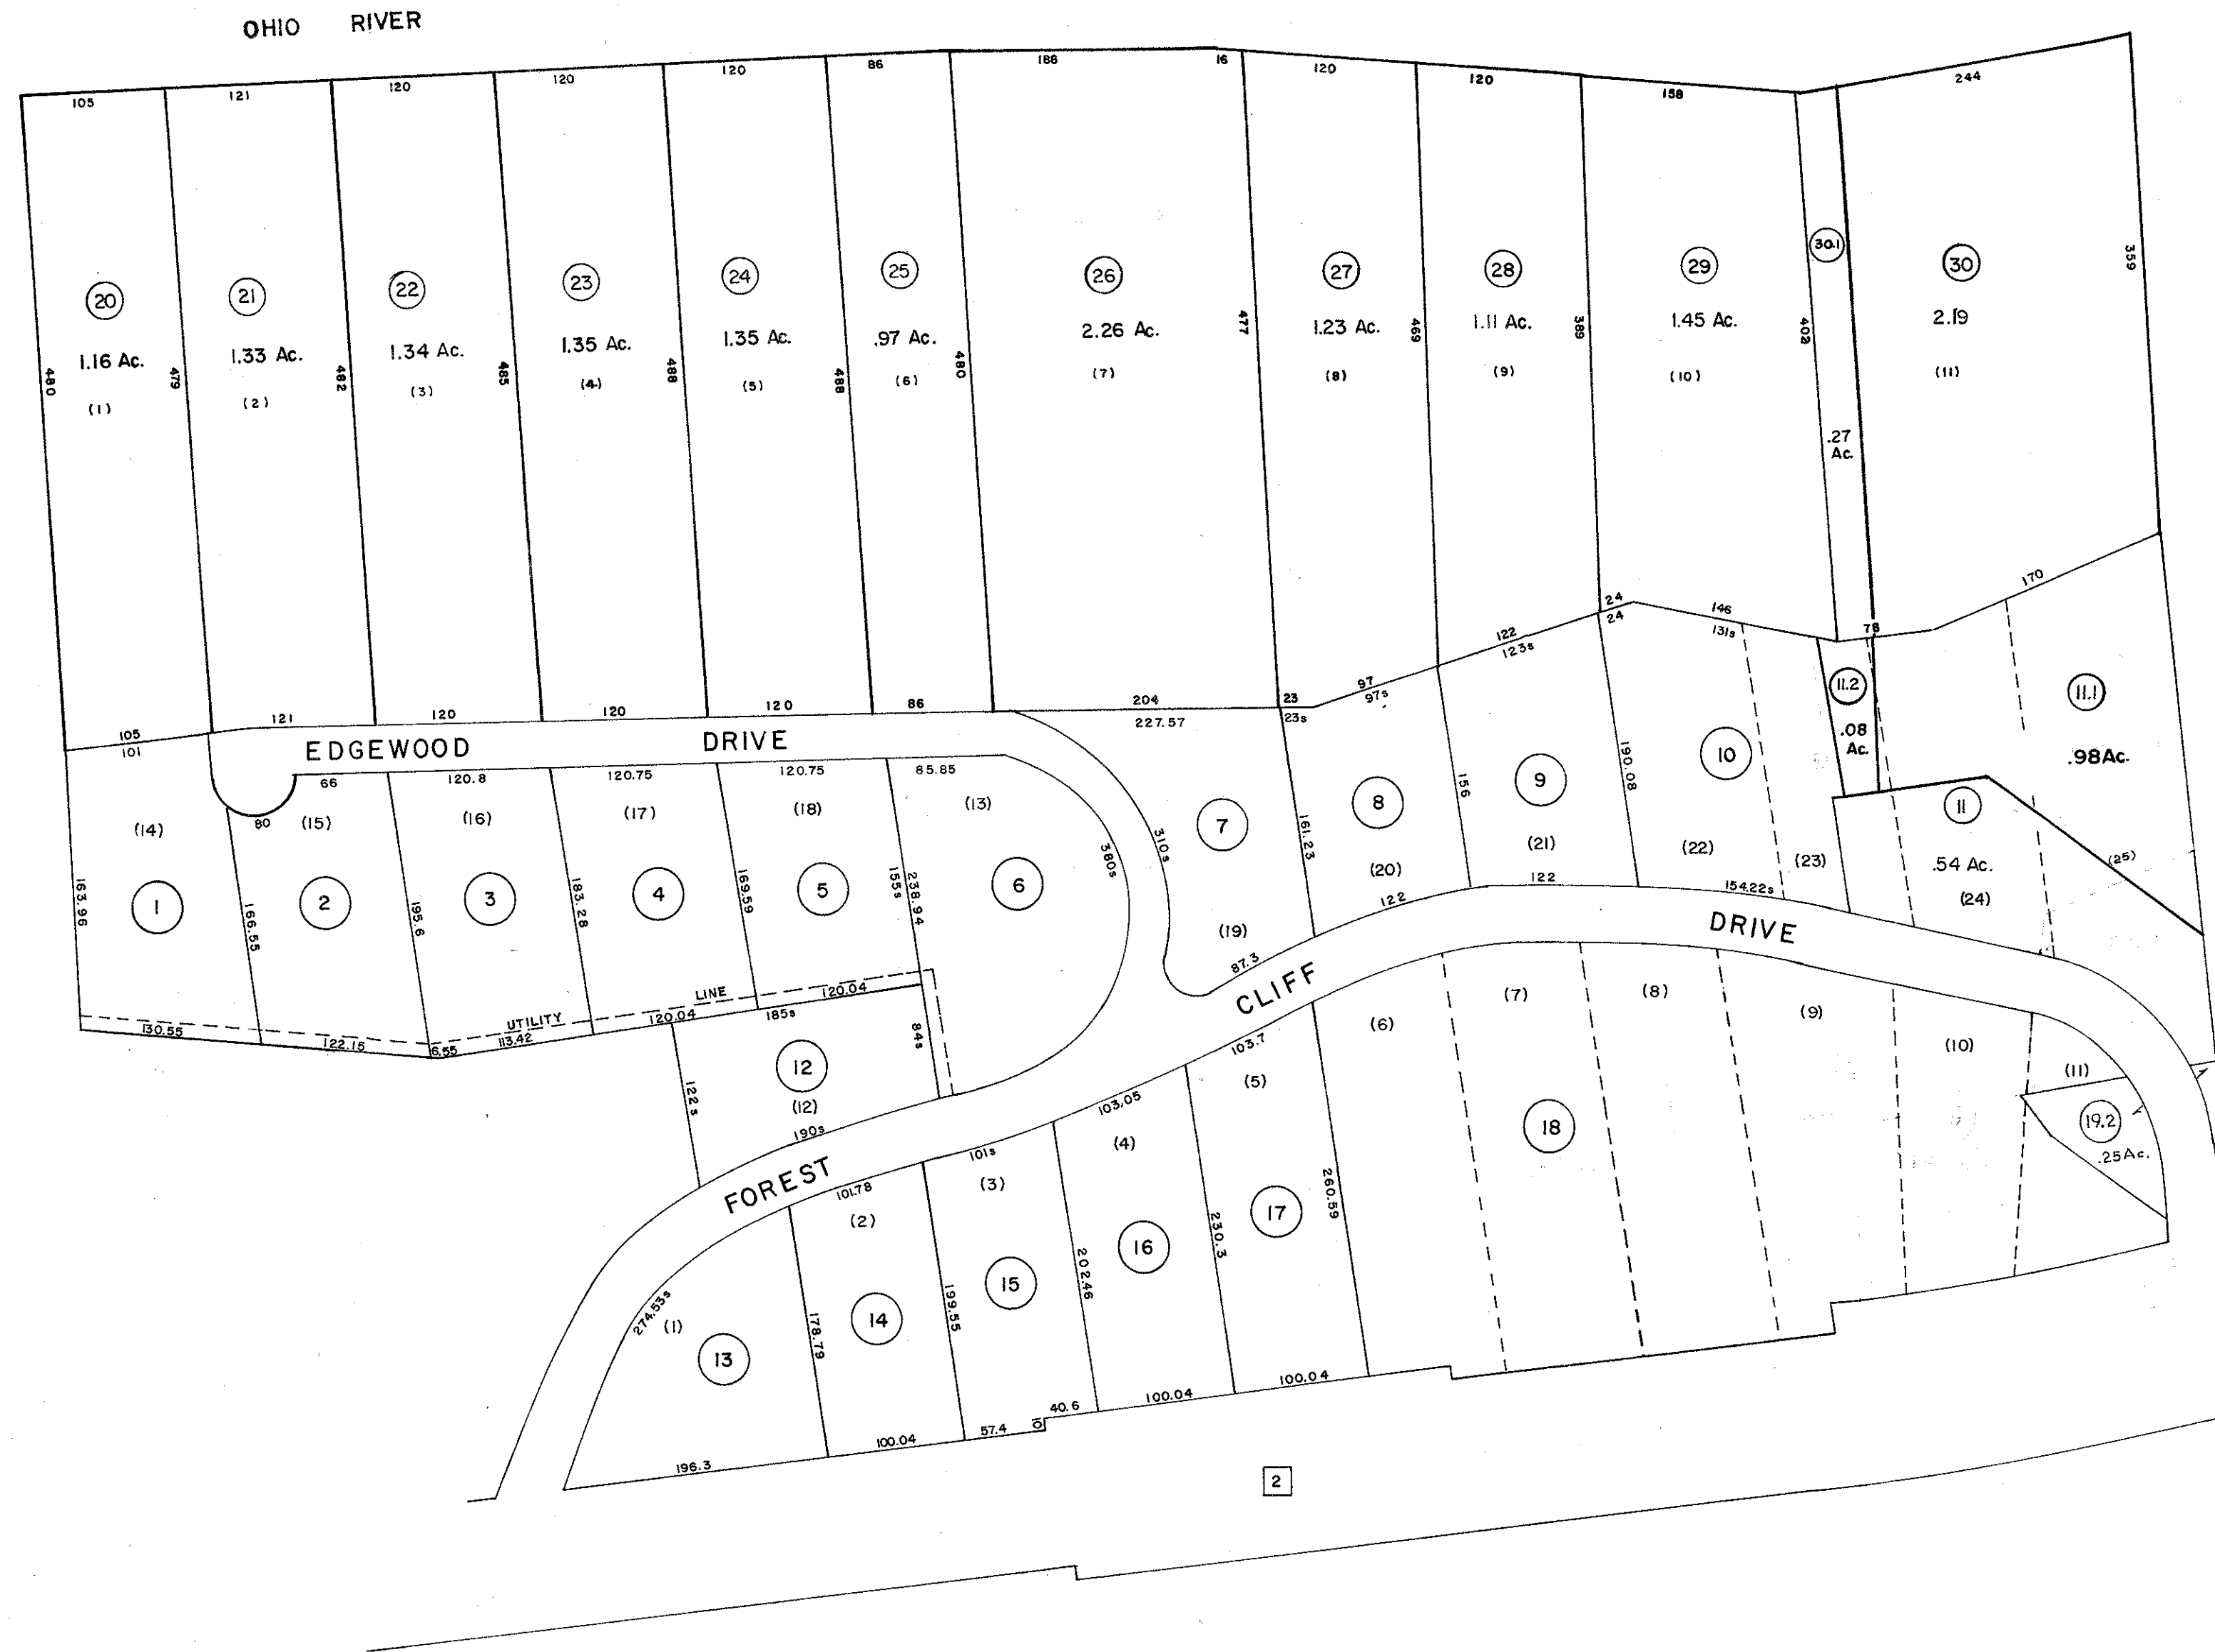 OHIO RIVER
105 121 120 120 120 86 188 16 120 120 158 244
20 21 22 23 24 25 26 27 28 29 30.1 30
1.16 Ac. 1.33 Ac. 1.34 Ac. 1.35 Ac. 1.35 Ac. .97 Ac. 2.26 Ac. 1.23 Ac. 1.11 Ac. 1.45 Ac. 2.19
480 479 482 485 488 488 480 477 469 389 402 359
(1) (2) (3) (4) (5) (6) (7) (8) (9) (10) (11)
.27
Ac.
105 121 120 120 120 86 204 23 97 122 24 146 78 170
101 227.57 23s 97s 123s 24 131s
EDGEWOOD DRIVE
66 120.8 120.75 120.75 85.85
80
(14) (15) (16) (17) (18) (13)
1 2 3 4 5 6 7 8 9 10 11.2 11.1
.08
Ac.
.98Ac.
11
.54 Ac.
(24)
(25)
163.96 166.55 195.6 183.28 169.59 155s 238.94 380s 310s 161.23 156 190.08
(19) (20) (21) (22) (23)
87.3 122 122 154.22s
130.55 122.15 6.55 113.42 120.04 120.04
UTILITY LINE
185s
84s
122s
12
(12)
190s
FOREST CLIFF DRIVE
274.53s 101.78 101s 103.05 103.7
(1) (2) (3) (4) (5) (6) (7) (8) (9) (10) (11)
13 14 15 16 17 18 19.2
.25Ac.
178.79 199.55 202.46 230.3 260.59
196.3 100.04 57.4 10 40.6 100.04 100.04
2